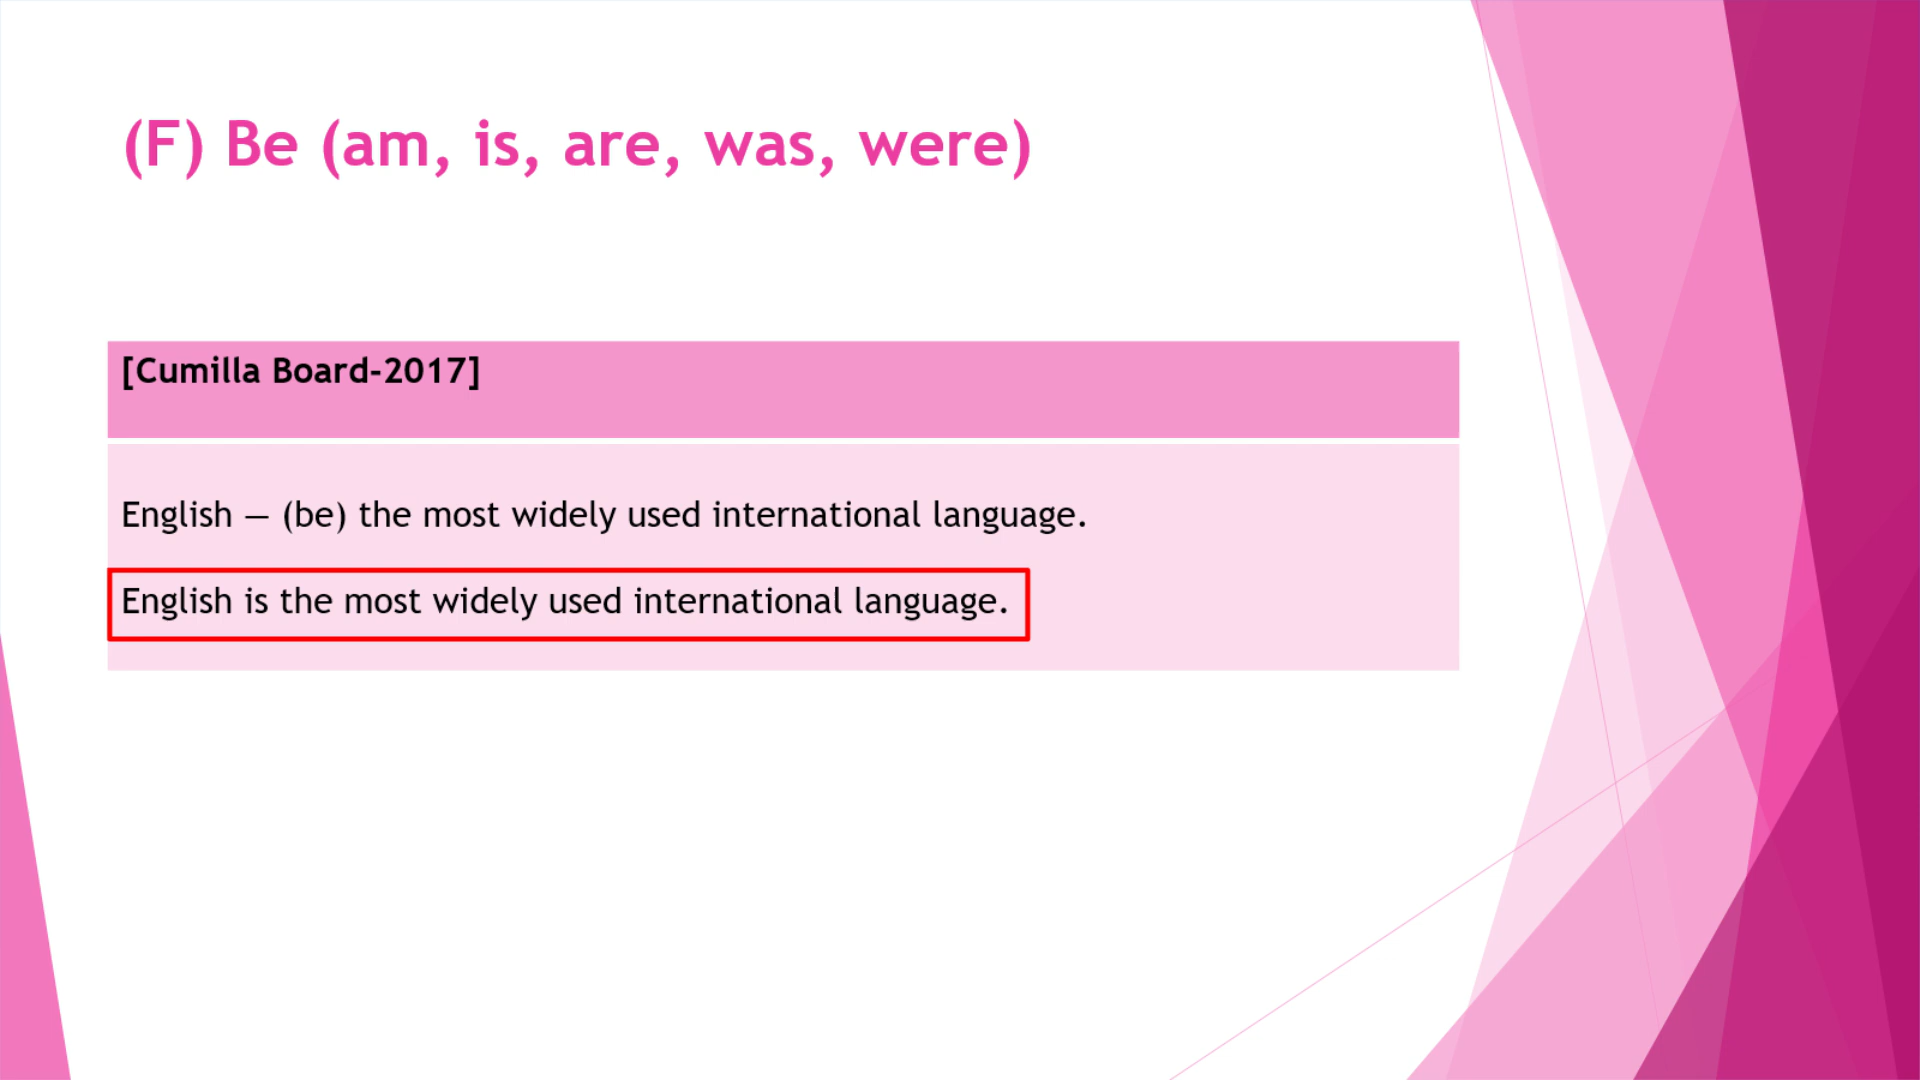 (F) Be (am, is, are, was, were)
[Cumilla Board-2017]
English — (be) the most widely used international language.
English is the most widely used international language.